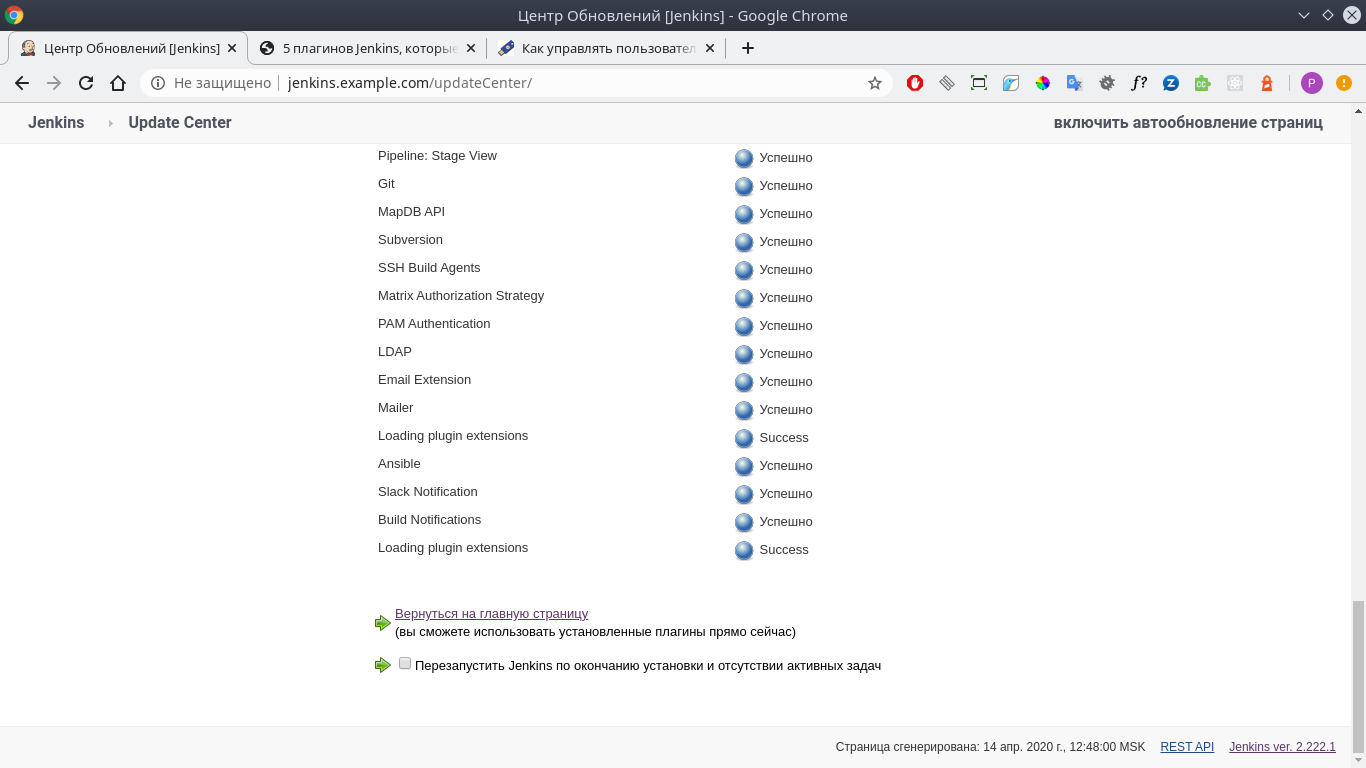 Центр Обновлений [Jenkins] - Google Chrome
Центр Обновлений [Jenkins]
5 плагинов Jenkins, которые
Как управлять пользовател
Не защищено
jenkins.example.com/updateCenter/
f?
P
Jenkins
Update Center
включить автообновление страниц
Pipeline: Stage View Успешно
Git Успешно
MapDB API Успешно
Subversion Успешно
SSH Build Agents Успешно
Matrix Authorization Strategy Успешно
PAM Authentication Успешно
LDAP Успешно
Email Extension Успешно
Mailer Успешно
Loading plugin extensions Success
Ansible Успешно
Slack Notification Успешно
Build Notifications Успешно
Loading plugin extensions Success
Вернуться на главную страницу
(вы сможете использовать установленные плагины прямо сейчас)
Перезапустить Jenkins по окончанию установки и отсутствии активных задач
Страница сгенерирована: 14 апр. 2020 г., 12:48:00 MSK REST API Jenkins ver. 2.222.1